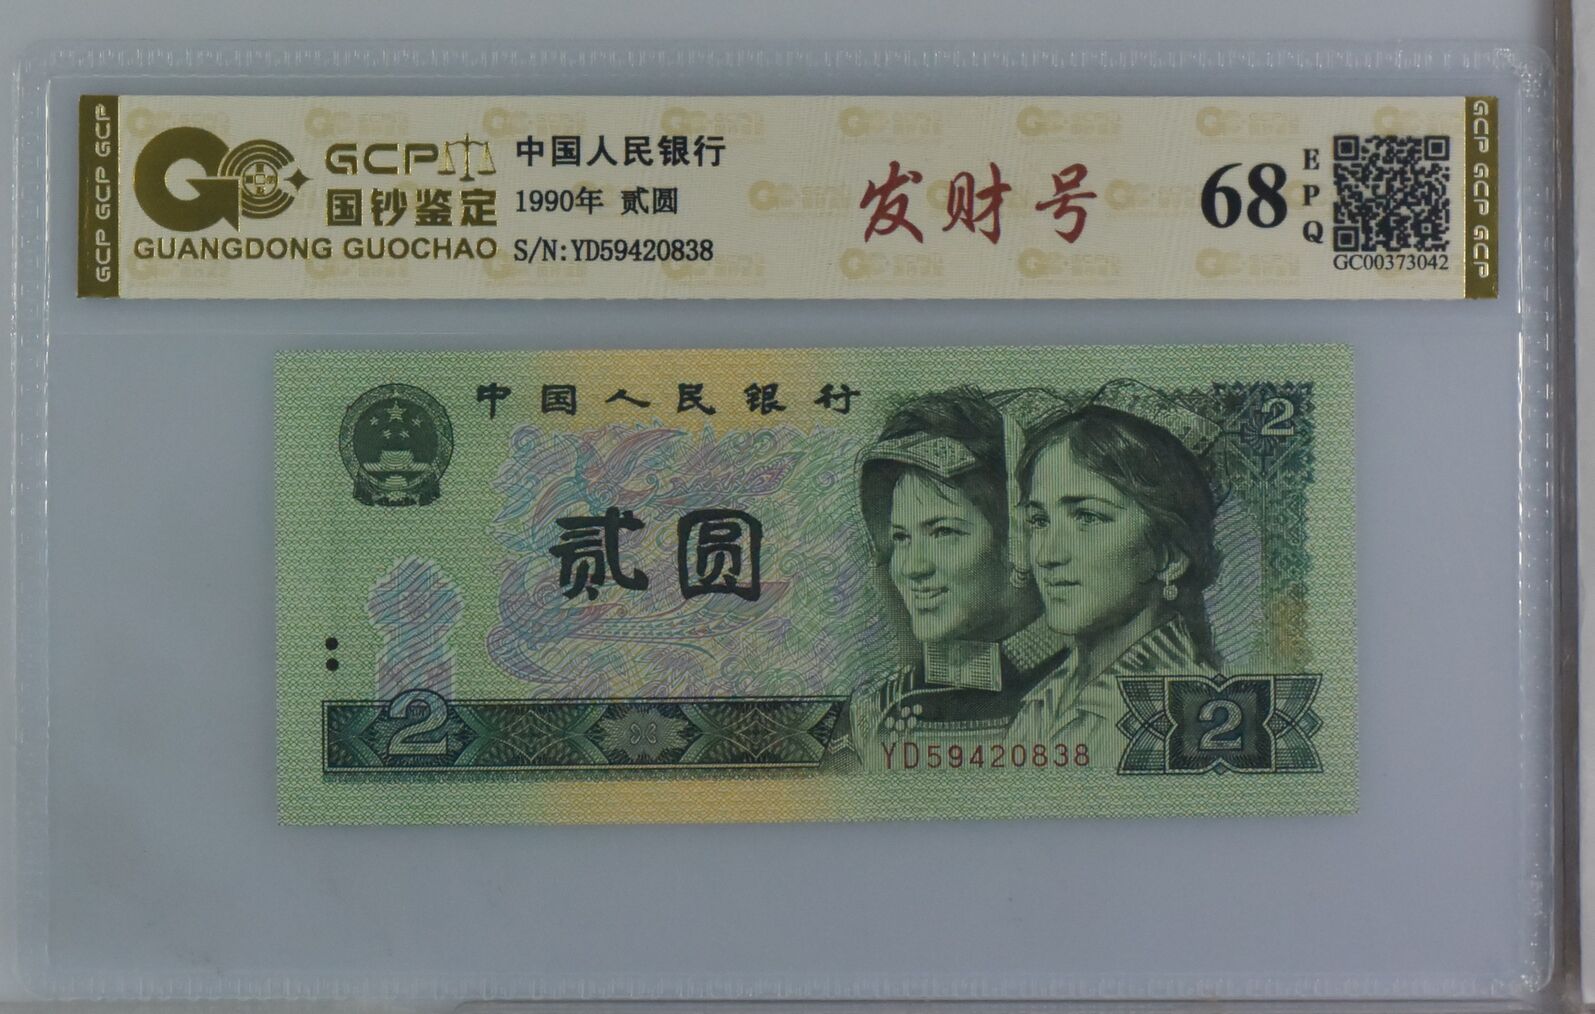 GCP GCP GCP
GCP
国钞鉴定
GUANGDONG GUOCHAO
中国人民银行
1990年 贰圆
S/N:YD59420838
发财号
68
EPQ
GC00373042
GCP GCP GCP
中国人民银行
2
贰圆
2
YD59420838
2